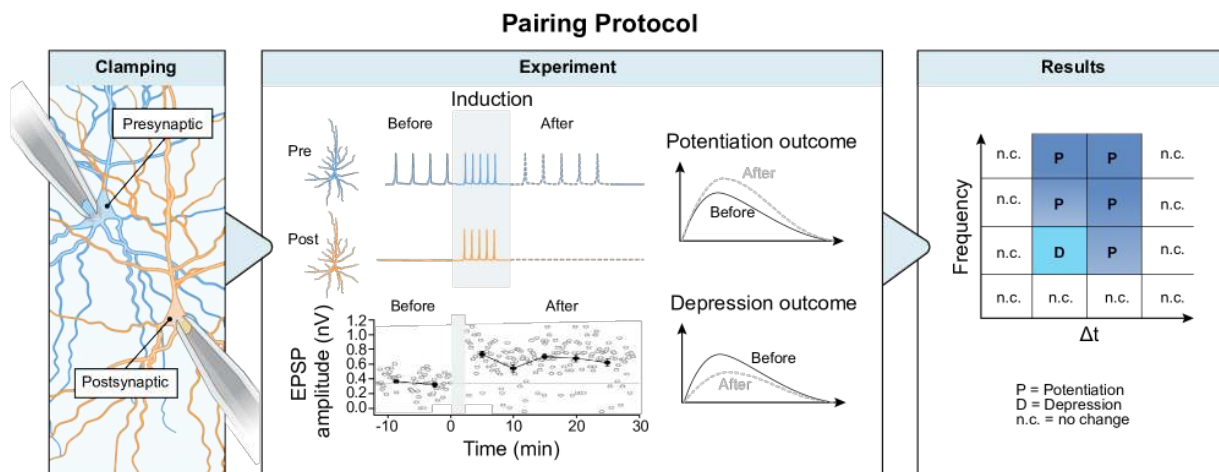 Pairing Protocol
Clamping
Presynaptic
Postsynaptic
Experiment
Induction
Before
After
Pre
Post
Before
After
EPSP
amplitude (nV)
1.2
1.0
0.8
0.6
0.4
0.2
0.0
-10
0
10
20
30
Time (min)
Potentiation outcome
After
Before
Depression outcome
Before
After
Results
Frequency
n.c. P P n.c.
n.c. P P n.c.
n.c. D P n.c.
n.c. n.c. n.c. n.c.
Δt
P = Potentiation
D = Depression
n.c. = no change